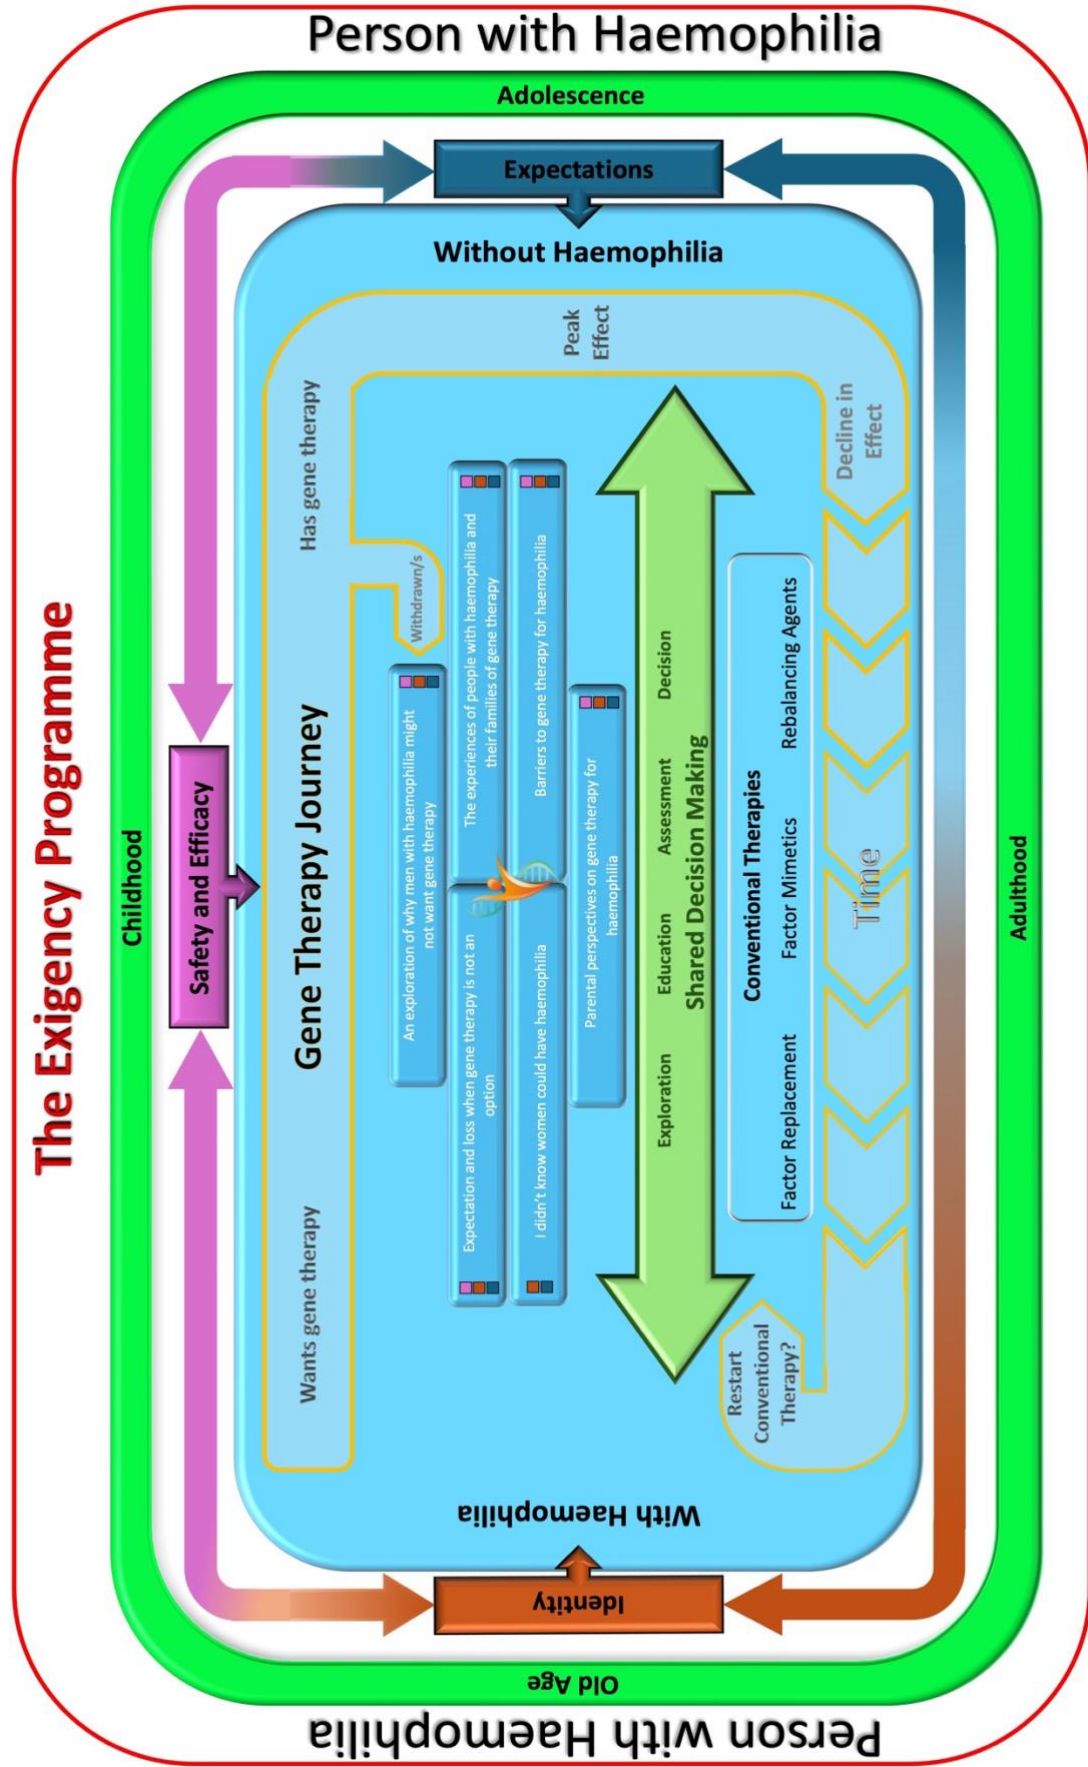 The Exigency Programme
Person with Haemophilia
Person with Haemophilia
Childhood
Adolescence
Adulthood
Old Age
Safety and Efficacy
Expectations
Identity
With Haemophilia
Without Haemophilia
Gene Therapy Journey
Wants gene therapy
Has gene therapy
Withdrawn/s
Peak
Effect
Decline in
Effect
An exploration of why men with haemophilia might
not want gene therapy
Expectation and loss when gene therapy is not an
option
The experiences of people with haemophilia and
their families of gene therapy
I didn't know women could have haemophilia
Barriers to gene therapy for haemophilia
Parental perspectives on gene therapy for
haemophilia
Exploration
Education
Assessment
Decision
Shared Decision Making
Conventional Therapies
Factor Replacement
Factor Mimetics
Rebalancing Agents
Time
Restart
Conventional
Therapy?